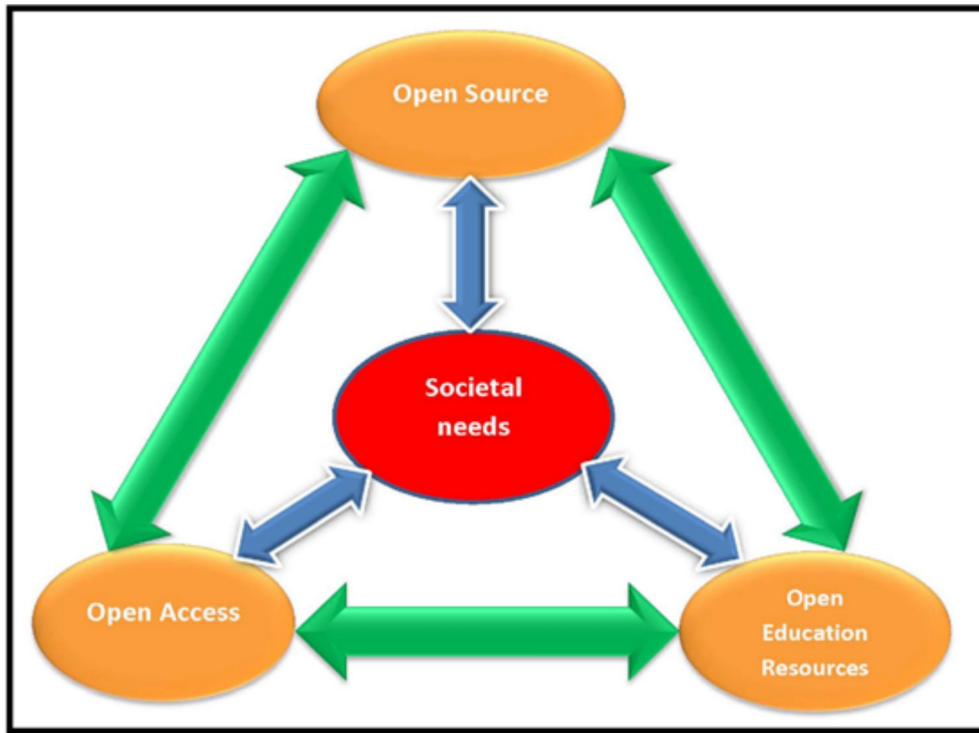 Open Source
Societal
needs
Open Access
Open
Education
Resources